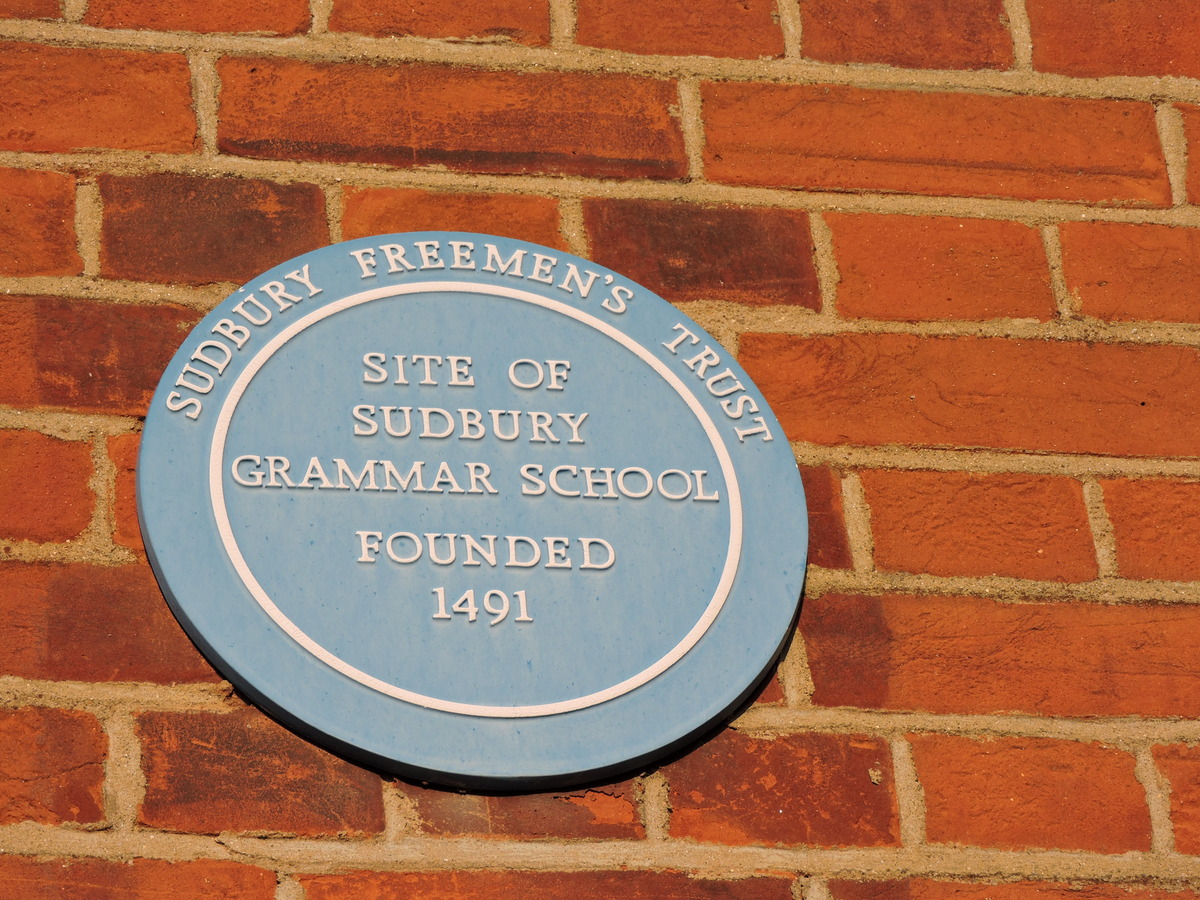 SUDBURY FREEMEN'S TRUST
SITE OF
SUDBURY
GRAMMAR SCHOOL
FOUNDED
1491